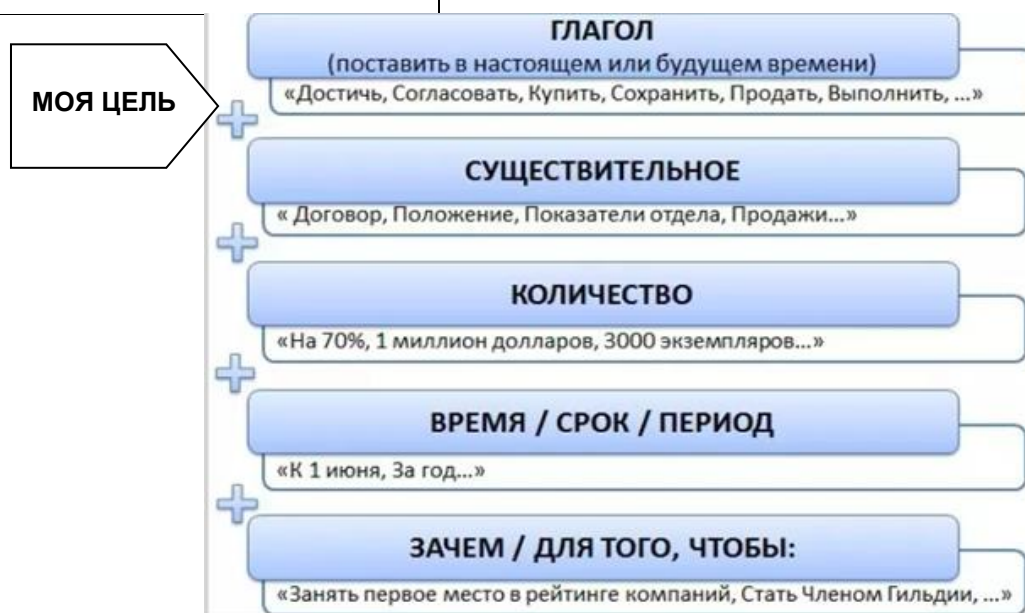 МОЯ ЦЕЛЬ
ГЛАГОЛ
(поставить в настоящем или будущем времени)
«Достичь, Согласовать, Купить, Сохранить, Продать, Выполнить, ...»
СУЩЕСТВИТЕЛЬНОЕ
« Договор, Положение, Показатели отдела, Продажи...»
КОЛИЧЕСТВО
«На 70%, 1 миллион долларов, 3000 экземпляров...»
ВРЕМЯ / СРОК / ПЕРИОД
«К 1 июня, За год...»
ЗАЧЕМ / ДЛЯ ТОГО, ЧТОБЫ:
«Занять первое место в рейтинге компаний, Стать Членом Гильдии, ...»